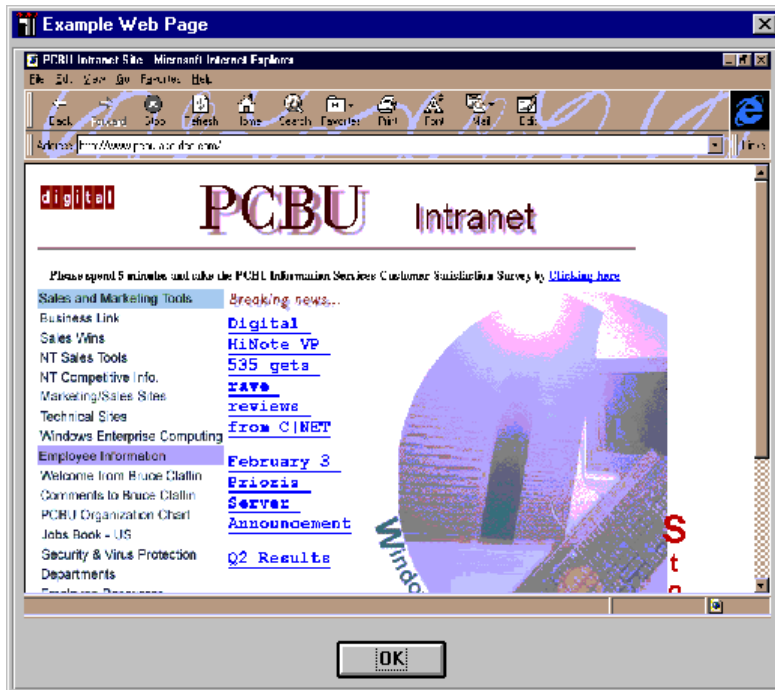 Example Web Page
PCBU Intranet Site - Microsoft Internet Explorer
File Edit View Go Favorites Help
Back Forward Stop Refresh Home Search Favorites Print Font Mail Edit
Address Links
digital PCBU Intranet
Please spend 5 minutes and take the PCBU Information Services Customer Satisfaction Survey by Clicking here
Sales and Marketing Tools
Business Link
Sales Wins
NT Sales Tools
NT Competitive Info.
Marketing/Sales Sites
Technical Sites
Windows Enterprise Computing
Employee Information
Welcome from Bruce Claflin
Comments to Bruce Claflin
PCBU Organization Chart
Jobs Book - US
Security & Virus Protection
Departments
Breaking news...
Digital
HiNote VP
535 gets
rave
reviews
from C|NET
February 3
Prioris
Server
Announcement
Q2 Results
Windo
S
t
OK